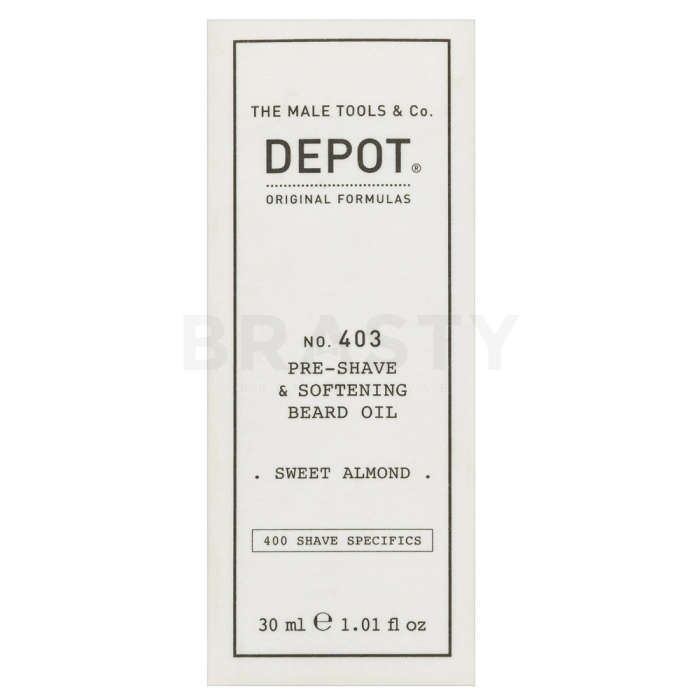 THE MALE TOOLS & Co.
DEPOT®
ORIGINAL FORMULAS
BRASTY
NO. 403
PRE-SHAVE
& SOFTENING
BEARD OIL
. SWEET ALMOND .
400 SHAVE SPECIFICS
30 ml ℮ 1.01 fl oz